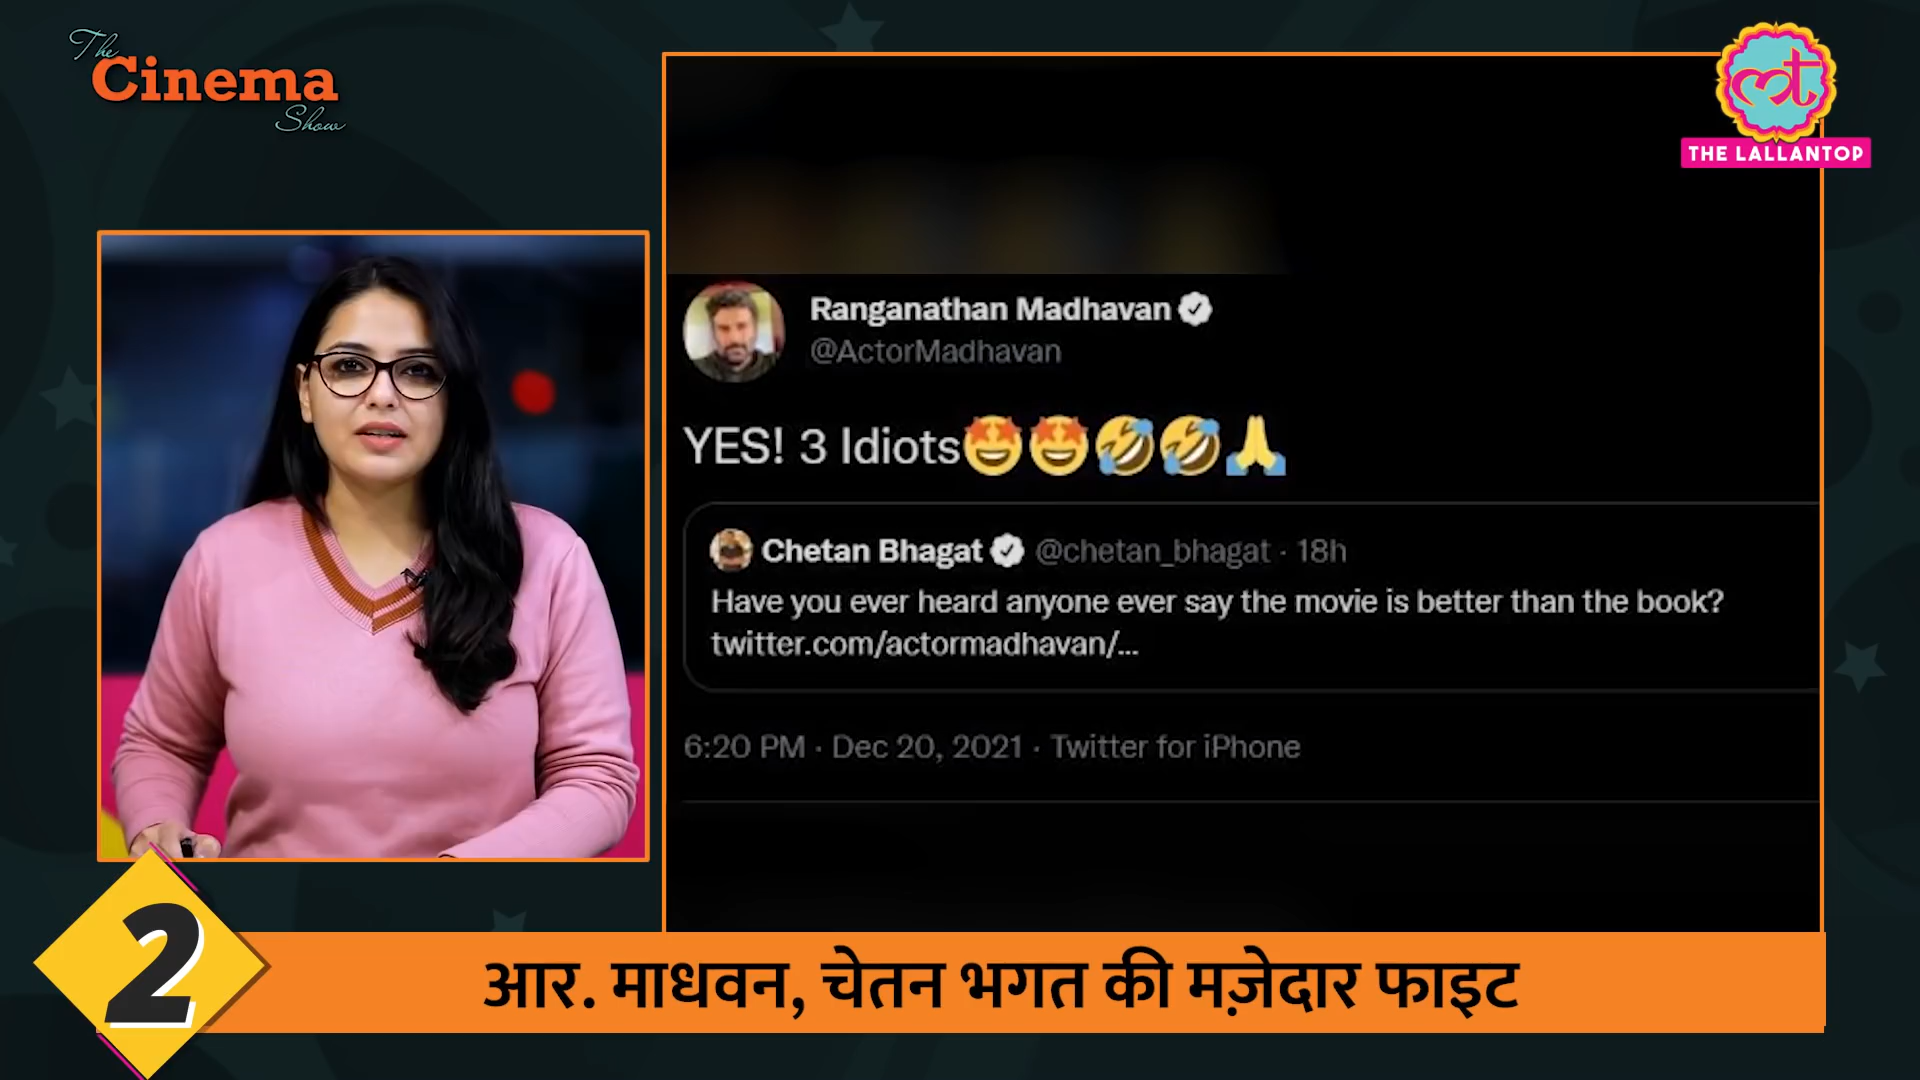 The
Cinema
Show
THE LALLANTOP
Ranganathan Madhavan
@ActorMadhavan
YES! 3 Idiots🤩🤩🤣🤣🙏
Chetan Bhagat @chetan_bhagat · 18h
Have you ever heard anyone ever say the movie is better than the book?
twitter.com/actormadhavan/...
6:20 PM · Dec 20, 2021 · Twitter for iPhone
2
आर. माधवन, चेतन भगत की मज़ेदार फाइट